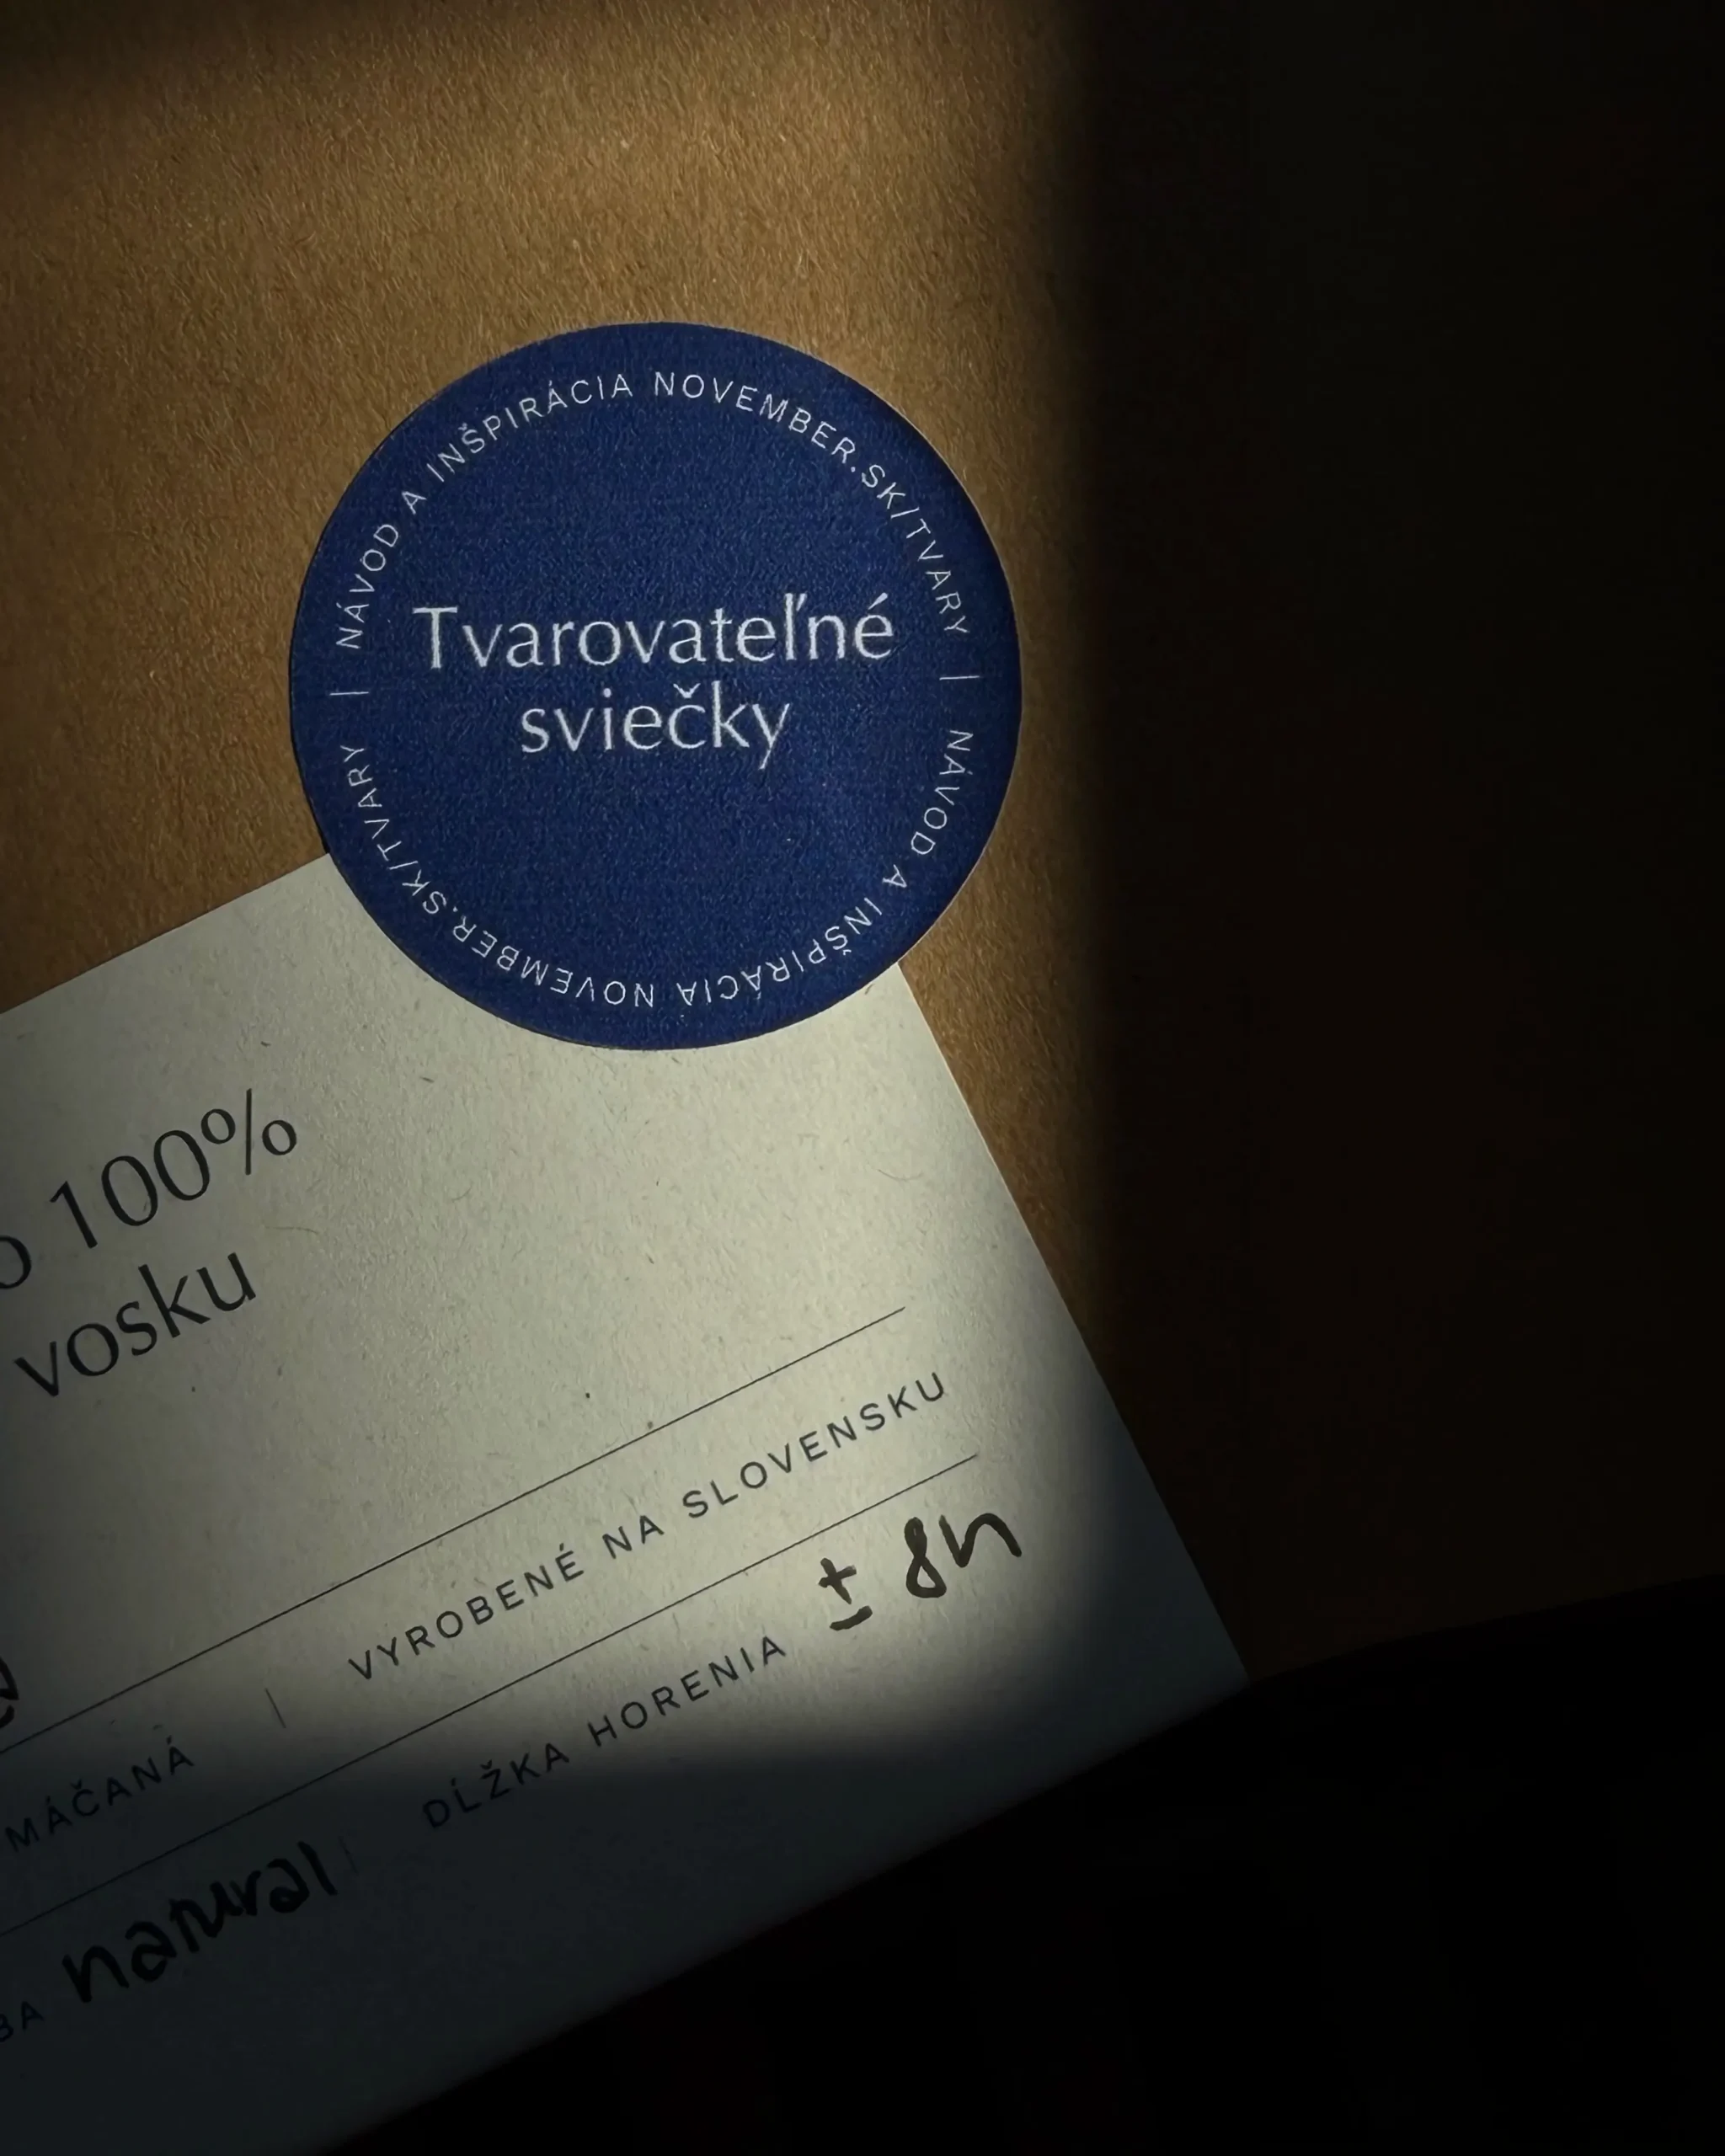 NÁVOD A INŠPIRÁCIA NOVEMBER.SK/TVARY | NÁVOD A INŠPIRÁCIA NOVEMBER.SK/TVARY |
Tvarovateľné
sviečky
100%
vosku
MÁČANÁ | VYROBENÉ NA SLOVENSKU
natural | DĹŽKA HORENIA ± 8h